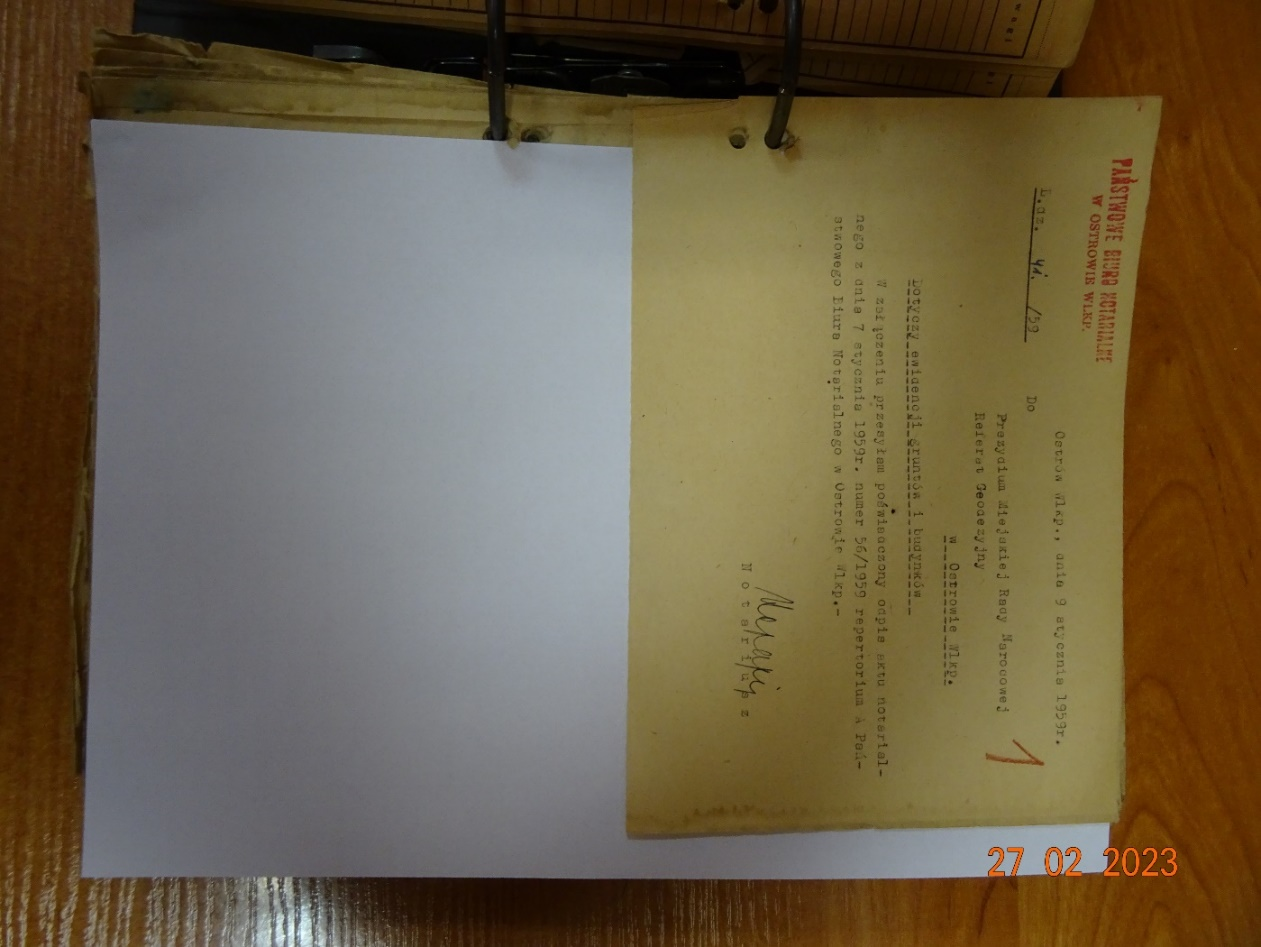 PAŃSTWOWE BIURO NOTARIALNE
W OSTROWIE WLKP.
Ostrów Wlkp., dnia 9 stycznia 1959r.
L.dz. 41. /59
Do
Prezydium Miejskiej Rady Narodowej
Referat Geodezyjny
w Ostrowie Wlkp.
1
Dotyczy ewidencji gruntów i budynków
W załączeniu przesyłam poświadczony odpis aktu notarial-
nego z dnia 7 stycznia 1959r. numer 56/1959 repertorium A Pań-
stwowego Biura Notarialnego w Ostrowie Wlkp.-
Notariusz
27 02 2023